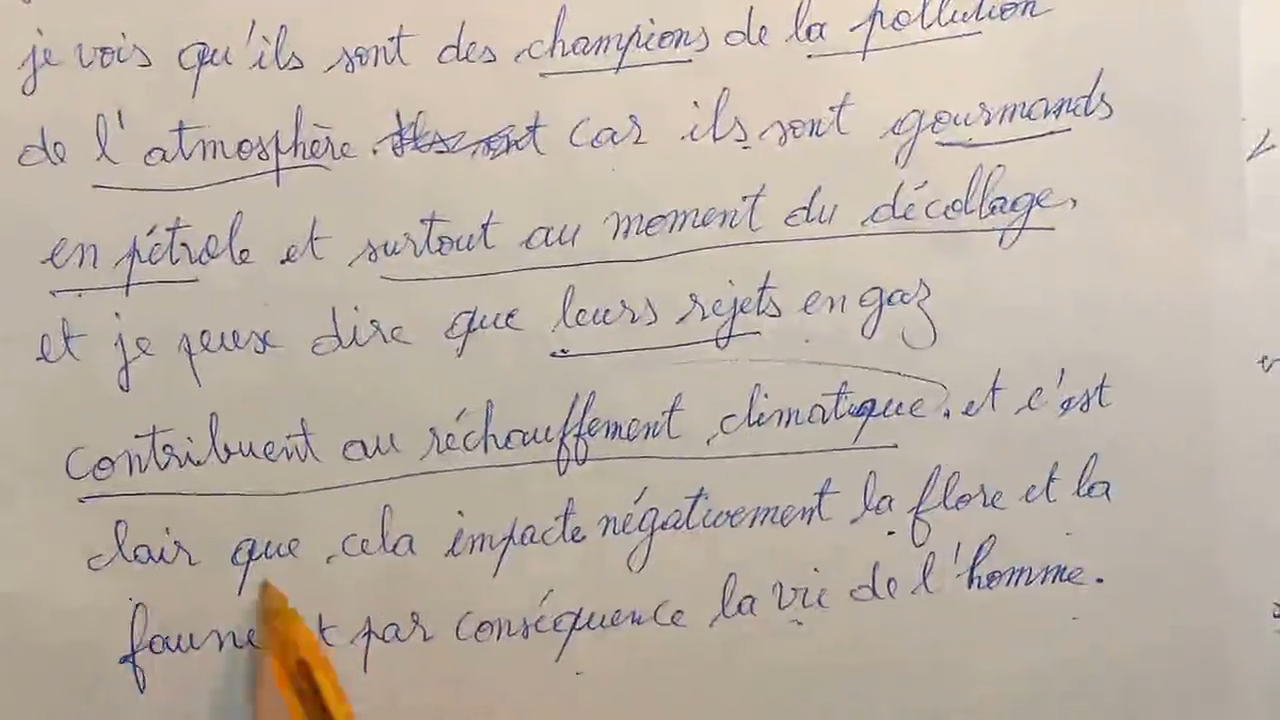 je vois qu'ils sont des champions de la pollution
de l'atmosphère. car ils sont gourmands
en pétrole et surtout au moment du décollage,
et je peux dire que leurs rejets en gaz
contribuent au réchauffement climatique. et c'est
clair que cela impacte négativement la flore et la
faune par conséquence la vie de l'homme.